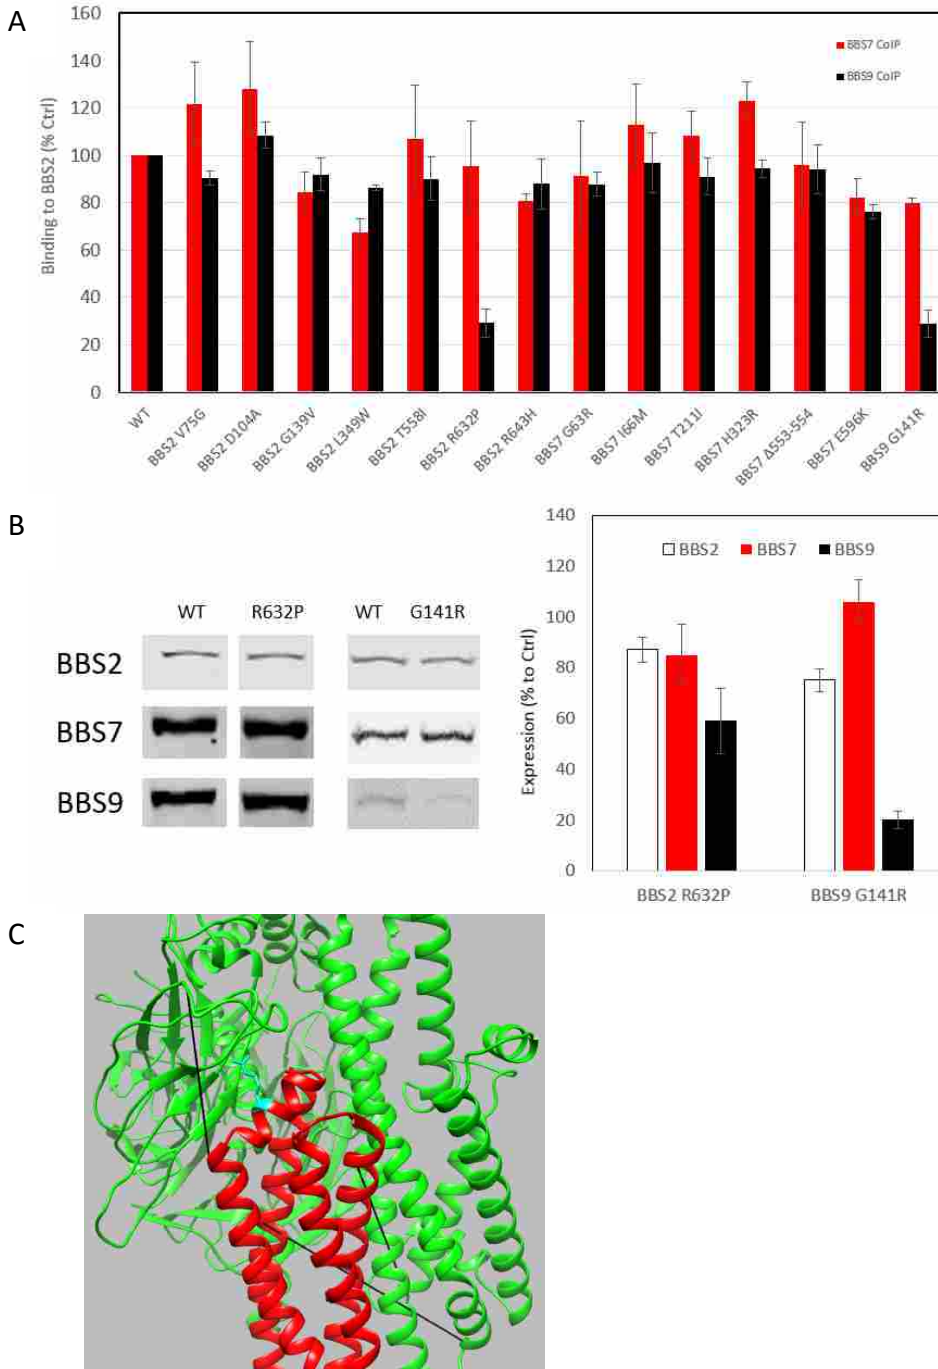 A
160
140
120
100
80
60
40
20
0
Binding to BBS2 (% Ctrl)
BBS7 CoIP
BBS9 CoIP
WT
BBS2 V75G
BBS2 D104A
BBS2 G139V
BBS2 L349W
BBS2 T558I
BBS2 R632P
BBS2 R643H
BBS7 G63R
BBS7 I66M
BBS7 T211I
BBS7 H323R
BBS7 Δ553-554
BBS7 E596K
BBS9 G141R
B
WT R632P WT G141R
BBS2
BBS7
BBS9
140
120
100
80
60
40
20
0
Expression (% to Ctrl)
BBS2 BBS7 BBS9
BBS2 R632P BBS9 G141R
C